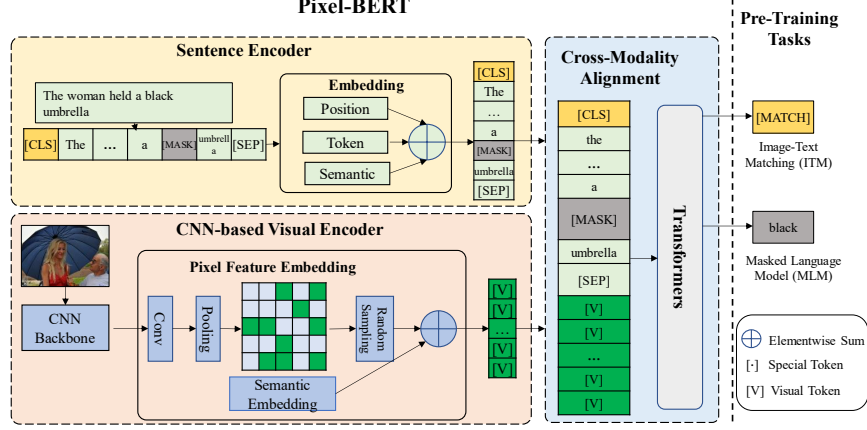 Pixel-BERT
Pre-Training
Tasks
Sentence Encoder
The woman held a black
umbrella
[CLS] The ... a [MASK] umbrell
a [SEP]
Embedding
Position
Token
Semantic
[CLS]
The
...
a
[MASK]
umbrella
[SEP]
CNN-based Visual Encoder
CNN
Backbone
Pixel Feature Embedding
Conv
Pooling
Random
Sampling
Semantic
Embedding
[V]
[V]
...
[V]
[V]
Cross-Modality
Alignment
[CLS]
the
...
a
[MASK]
umbrella
[SEP]
[V]
[V]
...
[V]
[V]
Transformers
[MATCH]
Image-Text
Matching (ITM)
black
Masked Language
Model (MLM)
Elementwise Sum
[·] Special Token
[V] Visual Token